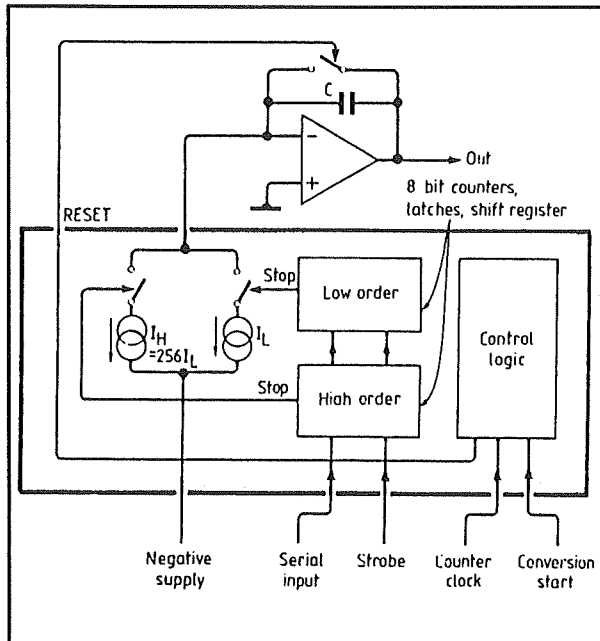 C
−
+
Out
8 bit counters,
latches, shift register
RESET
Stop
Low order
Control
logic
I_H
=256I_L
I_L
Stop
High order
Negative
supply
Serial
input
Strobe
Counter
clock
Conversion
start